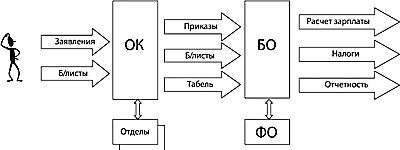 Заявления
Б/листы
ОК
Отделы
Приказы
Б/листы
Табель
БО
ФО
Расчет зарплаты
Налоги
Отчетность